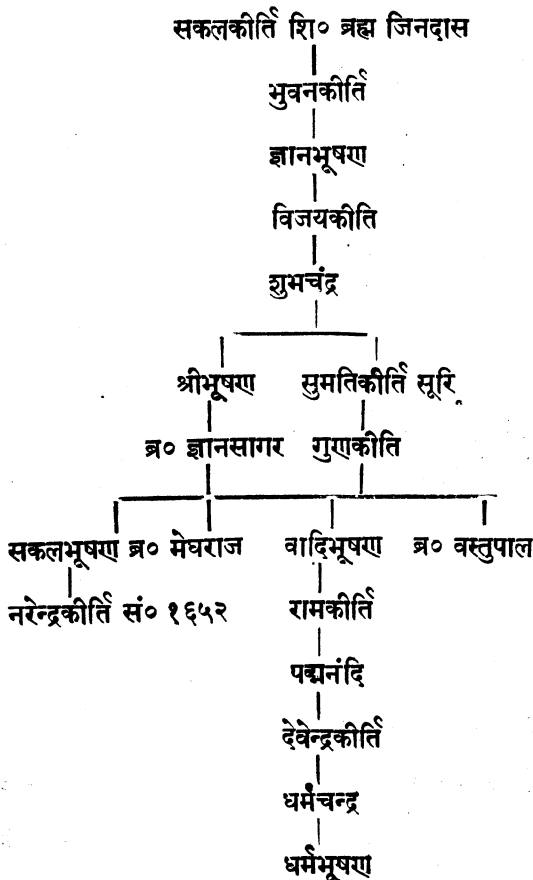 सकलकीर्ति शि० ब्रह्म जिनदास
भुवनकीर्ति
ज्ञानभूषण
विजयकीति
शुभचंद्र
श्रीभूषण सुमतिकीर्ति सूरि
ब्र० ज्ञानसागर गुणकीति
सकलभूषण ब्र० मेघराज वादिभूषण ब्र० वस्तुपाल
नरेन्द्रकीर्ति सं० १६५२ रामकीर्ति
पद्मनंदि
देवेन्द्रकीर्ति
धर्मचन्द्र
धर्मभूषण